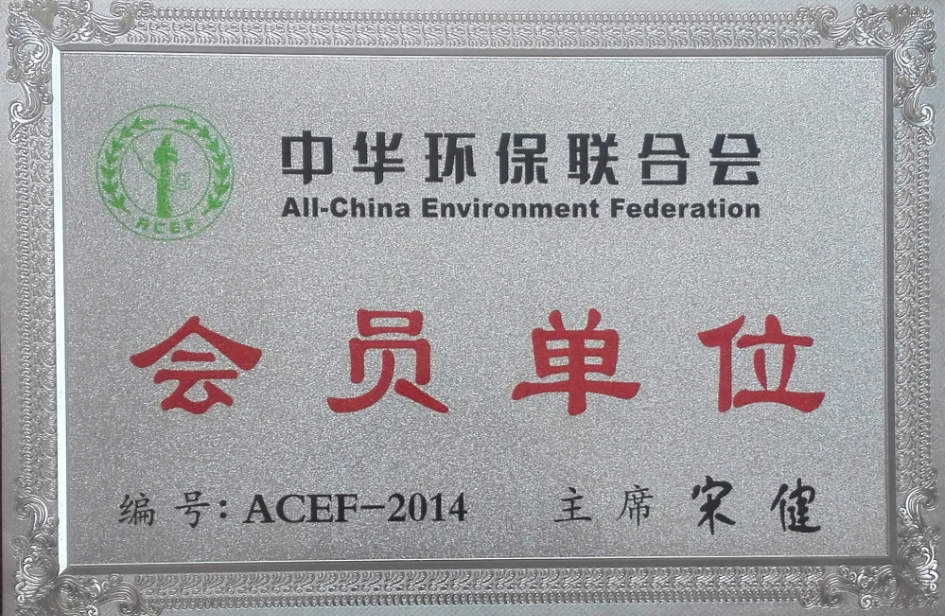 中华环保联合会
All-China Environment Federation
ACEF
会员单位
编号：ACEF-2014 主席 宋健